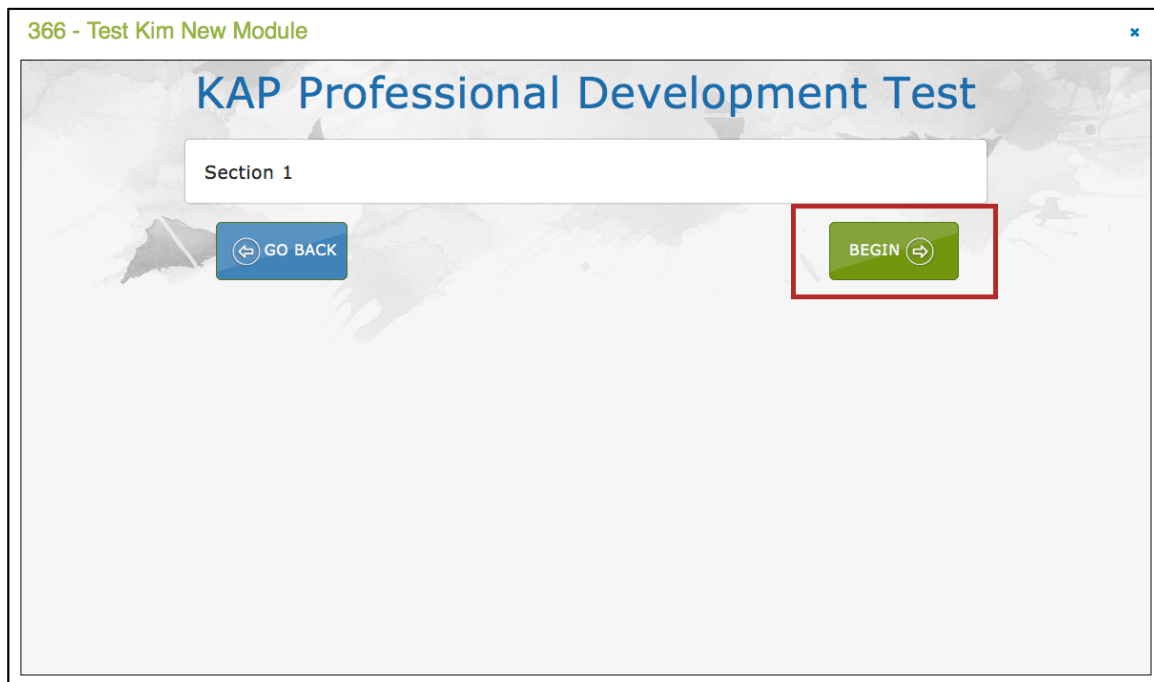 366 - Test Kim New Module
KAP Professional Development Test
Section 1
GO BACK
BEGIN